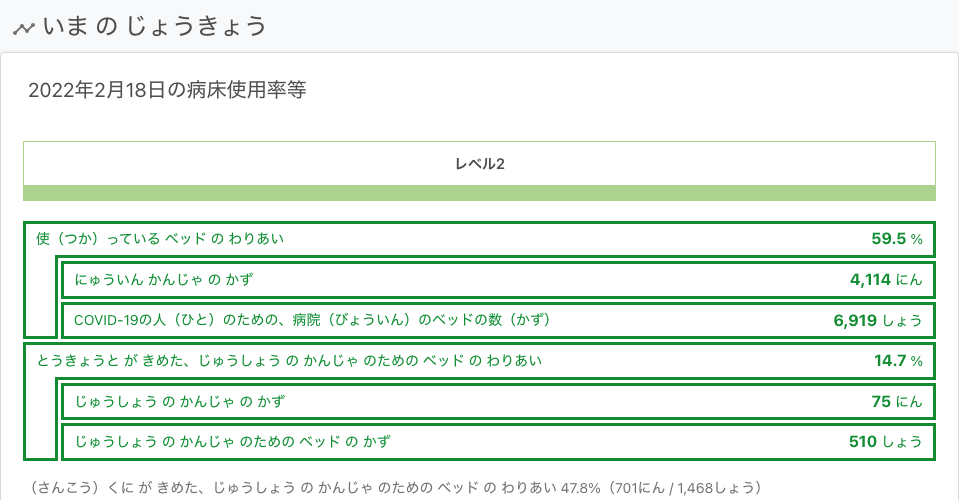 いま の じょうきょう
2022年2月18日の病床使用率等
レベル2
使（つか）っている ベッド の わりあい 59.5 %
にゅういん かんじゃ の かず 4,114 にん
COVID-19の人（ひと）のための、病院（びょういん）のベッドの数（かず） 6,919 しょう
とうきょうと が きめた、じゅうしょう の かんじゃ のための ベッド の わりあい 14.7 %
じゅうしょう の かんじゃ の かず 75 にん
じゅうしょう の かんじゃ のための ベッド の かず 510 しょう
（さんこう）くに が きめた、じゅうしょう の かんじゃ のための ベッド の わりあい 47.8%（701にん / 1,468しょう）